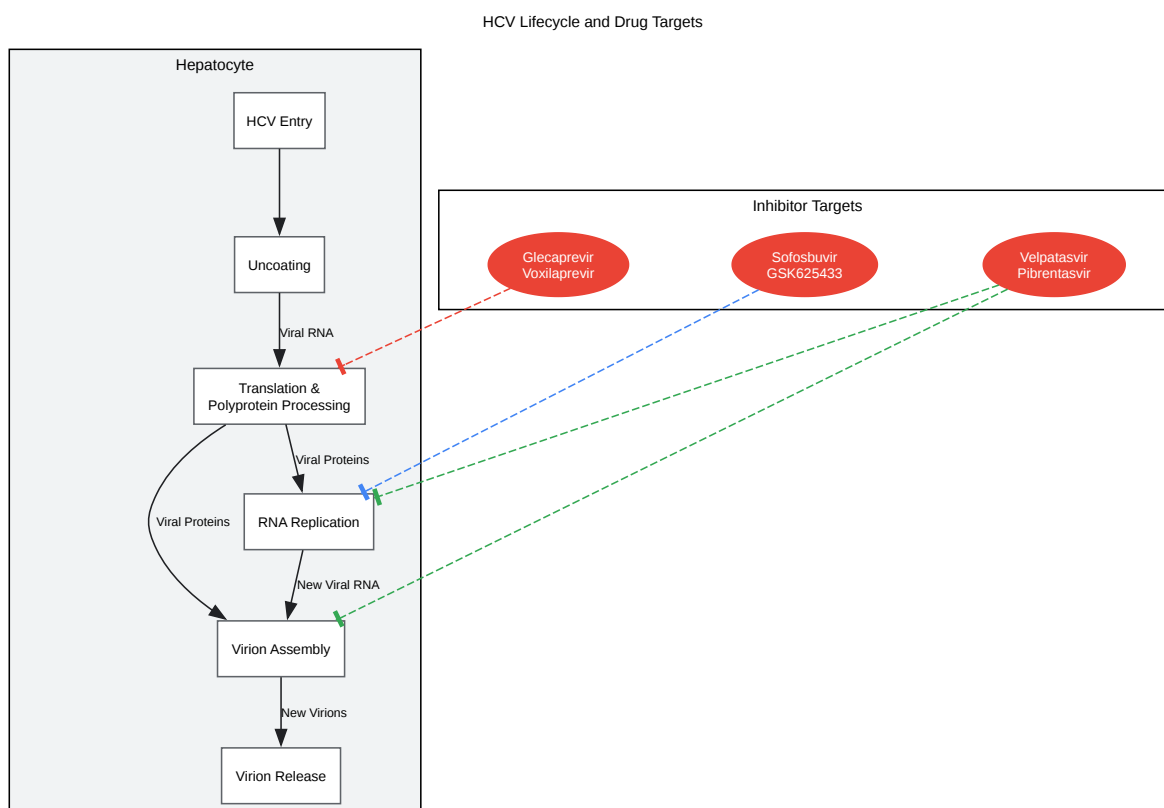 HCV Lifecycle and Drug Targets
Hepatocyte
HCV Entry
Uncoating
Viral RNA
Translation &
Polyprotein Processing
Viral Proteins
Viral Proteins
RNA Replication
New Viral RNA
Virion Assembly
New Virions
Virion Release
Inhibitor Targets
Glecaprevir
Voxilaprevir
Sofosbuvir
GSK625433
Velpatasvir
Pibrentasvir